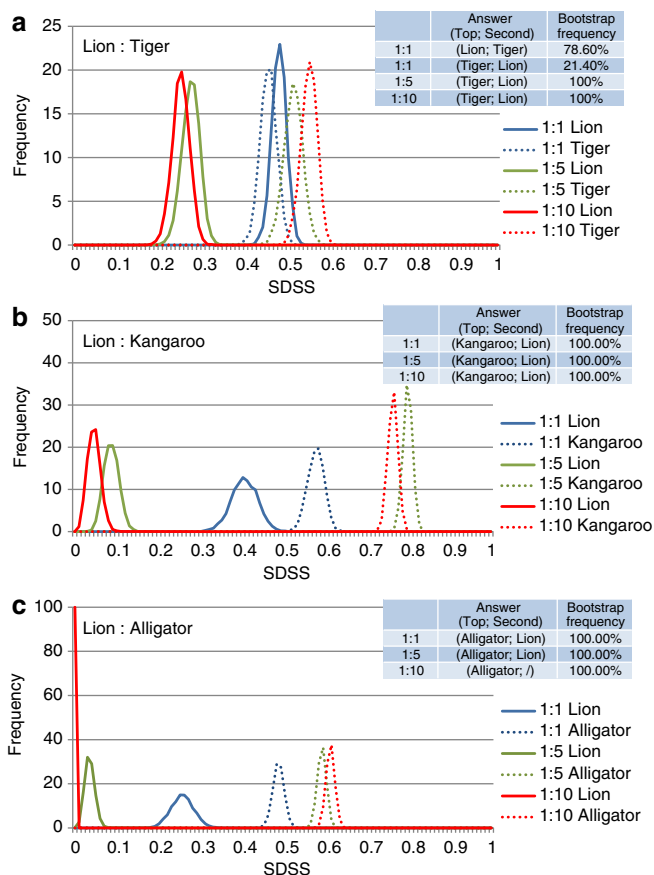 a
Lion : Tiger
Answer (Top; Second) Bootstrap frequency
1:1 (Lion; Tiger) 78.60%
1:1 (Tiger; Lion) 21.40%
1:5 (Tiger; Lion) 100%
1:10 (Tiger; Lion) 100%
Frequency
25
20
15
10
5
0
0 0.1 0.2 0.3 0.4 0.5 0.6 0.7 0.8 0.9 1
SDSS
1:1 Lion
1:1 Tiger
1:5 Lion
1:5 Tiger
1:10 Lion
1:10 Tiger
b
Lion : Kangaroo
Answer (Top; Second) Bootstrap frequency
1:1 (Kangaroo; Lion) 100.00%
1:5 (Kangaroo; Lion) 100.00%
1:10 (Kangaroo; Lion) 100.00%
Frequency
50
40
30
20
10
0
0 0.1 0.2 0.3 0.4 0.5 0.6 0.7 0.8 0.9 1
SDSS
1:1 Lion
1:1 Kangaroo
1:5 Lion
1:5 Kangaroo
1:10 Lion
1:10 Kangaroo
c
Lion : Alligator
Answer (Top; Second) Bootstrap frequency
1:1 (Alligator; Lion) 100.00%
1:5 (Alligator; Lion) 100.00%
1:10 (Alligator; /) 100.00%
Frequency
100
80
60
40
20
0
0 0.1 0.2 0.3 0.4 0.5 0.6 0.7 0.8 0.9 1
SDSS
1:1 Lion
1:1 Alligator
1:5 Lion
1:5 Alligator
1:10 Lion
1:10 Alligator